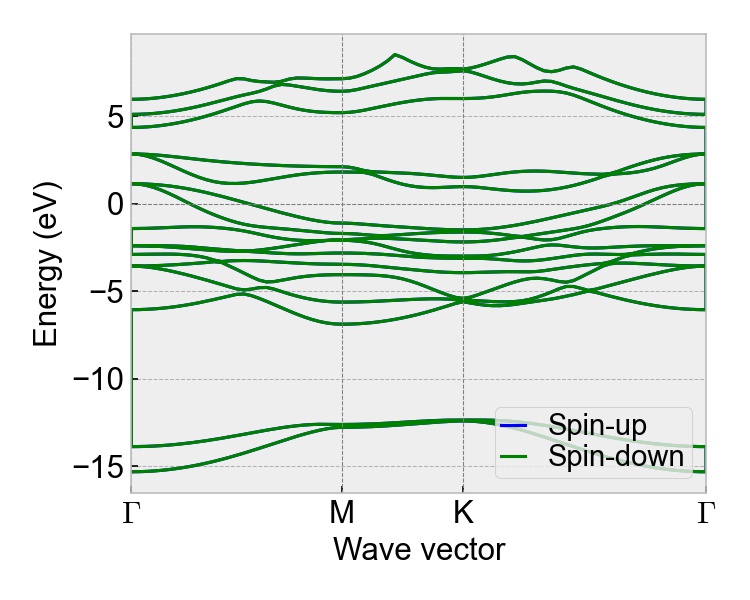 Energy (eV)
5
0
−5
−10
−15
Spin-up
Spin-down
Γ M K Γ
Wave vector